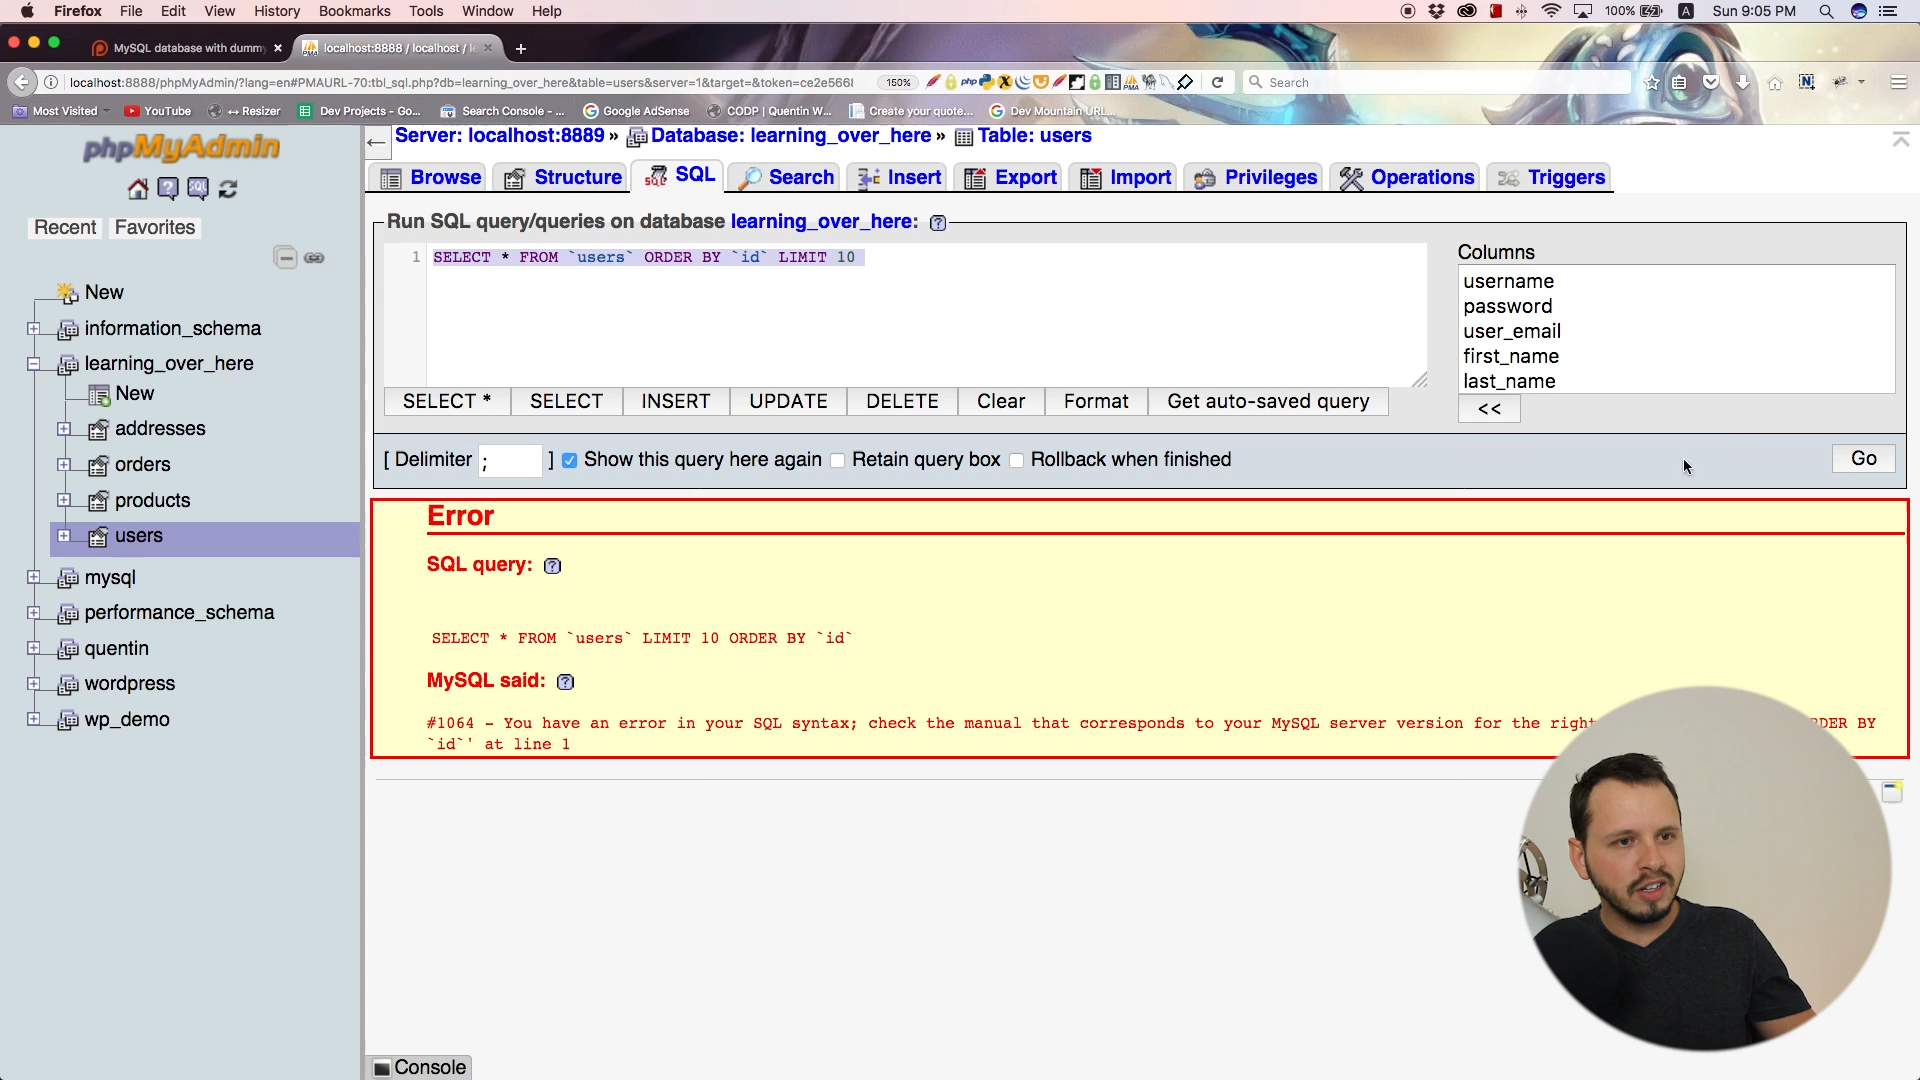 Firefox File Edit View History Bookmarks Tools Window Help 100% A Sun 9:05 PM
MySQL database with dummy
localhost:8888 / localhost / l
localhost:8888/phpMyAdmin/?lang=en#PMAURL-70:tbl_sql.php?db=learning_over_here&table=users&server=1&target=&token=ce2e5668 150% php PMA Search
Most Visited YouTube ↔ Resizer Dev Projects - Go... Search Console - ... Google AdSense CODP | Quentin W... Create your quote... Dev Mountain URL...
phpMyAdmin
Recent Favorites
New
information_schema
learning_over_here
New
addresses
orders
products
users
mysql
performance_schema
quentin
wordpress
wp_demo
Server: localhost:8889 » Database: learning_over_here » Table: users
Browse Structure SQL Search Insert Export Import Privileges Operations Triggers
Run SQL query/queries on database learning_over_here:
1 SELECT * FROM `users` ORDER BY `id` LIMIT 10
Columns
username
password
user_email
first_name
last_name
<<
SELECT * SELECT INSERT UPDATE DELETE Clear Format Get auto-saved query
[ Delimiter ; ] Show this query here again Retain query box Rollback when finished Go
Error
SQL query:
SELECT * FROM `users` LIMIT 10 ORDER BY `id`
MySQL said:
#1064 - You have an error in your SQL syntax; check the manual that corresponds to your MySQL server version for the right ORDER BY
`id`' at line 1
Console